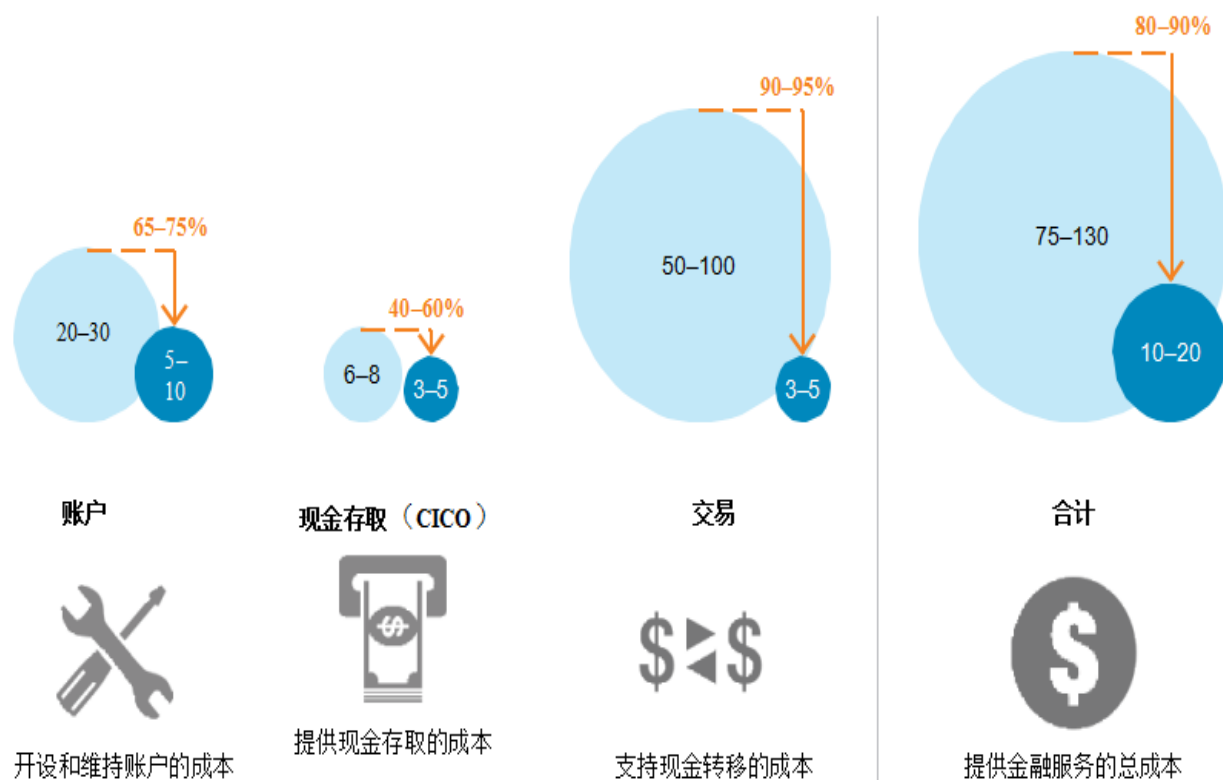 80–90%
90–95%
65–75%
40–60%
20–30
5–
10
6–8
3–5
50–100
3–5
75–130
10–20
账户
现金存取（CICO）
交易
合计
$
$ $
$
开设和维持账户的成本
提供现金存取的成本
支持现金转移的成本
提供金融服务的总成本